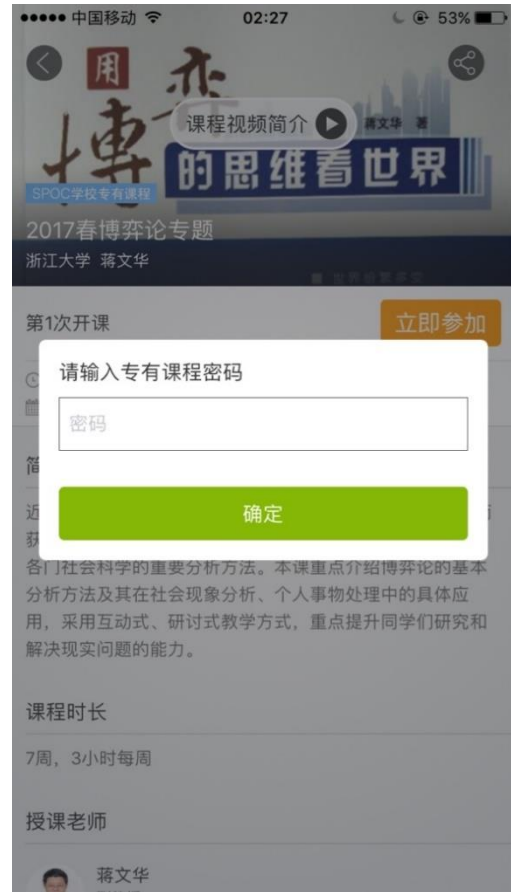 中国移动 02:27 53%
用
博弈
课程视频简介
蒋文华 著
的思维看世界
SPOC学校专有课程
2017春博弈论专题
浙江大学 蒋文华
第1次开课
立即参加
请输入专有课程密码
密码
简
确定
近
获
各门社会科学的重要分析方法。本课重点介绍博弈论的基本
分析方法及其在社会现象分析、个人事物处理中的具体应
用，采用互动式、研讨式教学方式，重点提升同学们研究和
解决现实问题的能力。
课程时长
7周，3小时每周
授课老师
蒋文华